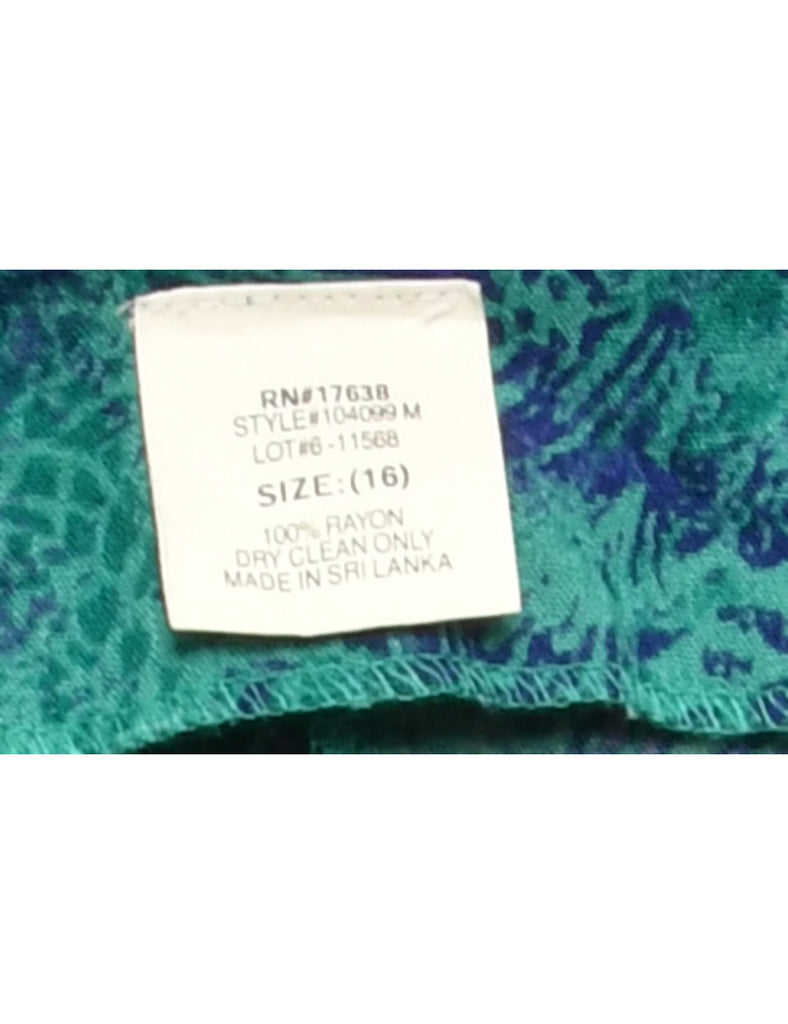 RN#17638
STYLE#104099 M
LOT#6-11568
SIZE:(16)
100% RAYON
DRY CLEAN ONLY
MADE IN SRI LANKA